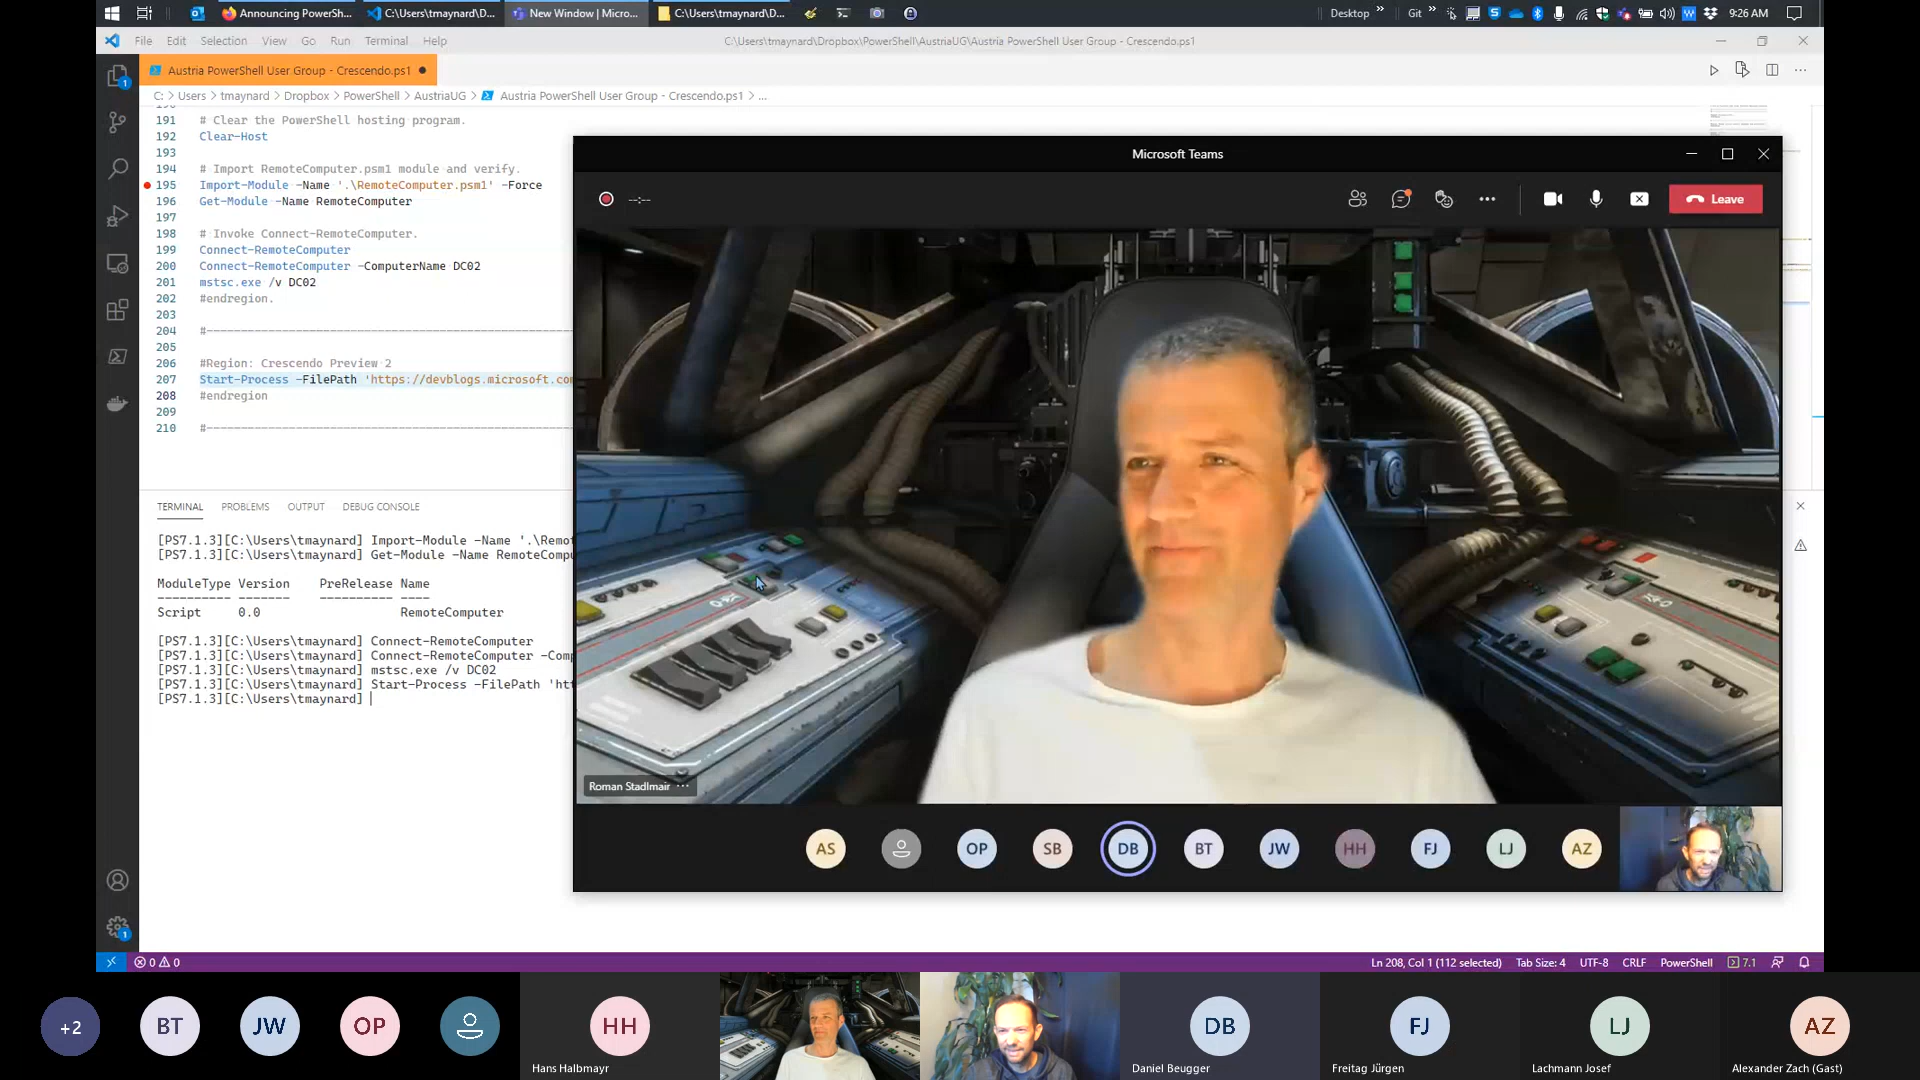 Announcing PowerSh...
C:\Users\tmaynard\D...
New Window | Micro...
C:\Users\tmaynard\D...
Desktop
Git
9:26 AM
File Edit Selection View Go Run Terminal Help
C:\Users\tmaynard\Dropbox\PowerShell\AustriaUG\Austria PowerShell User Group - Crescendo.ps1
Austria PowerShell User Group - Crescendo.ps1
C: > Users > tmaynard > Dropbox > PowerShell > AustriaUG > Austria PowerShell User Group - Crescendo.ps1 > ...
191 # Clear the PowerShell hosting program.
192 Clear-Host
193
194 # Import RemoteComputer.psm1 module and verify.
195 Import-Module -Name '.\RemoteComputer.psm1' -Force
196 Get-Module -Name RemoteComputer
197
198 # Invoke Connect-RemoteComputer.
199 Connect-RemoteComputer
200 Connect-RemoteComputer -ComputerName DC02
201 mstsc.exe /v DC02
202 #endregion.
203
204 #--------------------------------------------------
205
206 #Region: Crescendo Preview 2
207 Start-Process -FilePath 'https://devblogs.microsoft.com
208 #endregion
209
210 #--------------------------------------------------
TERMINAL PROBLEMS OUTPUT DEBUG CONSOLE
[PS7.1.3][C:\Users\tmaynard] Import-Module -Name '.\Remot
[PS7.1.3][C:\Users\tmaynard] Get-Module -Name RemoteCompu
ModuleType Version PreRelease Name
---------- ------- ---------- ----
Script 0.0 RemoteComputer
[PS7.1.3][C:\Users\tmaynard] Connect-RemoteComputer
[PS7.1.3][C:\Users\tmaynard] Connect-RemoteComputer -Comp
[PS7.1.3][C:\Users\tmaynard] mstsc.exe /v DC02
[PS7.1.3][C:\Users\tmaynard] Start-Process -FilePath 'htt
[PS7.1.3][C:\Users\tmaynard]
Microsoft Teams
--:--
Leave
Roman Stadlmair ...
AS OP SB DB BT JW HH FJ LJ AZ
1
1
0 0
Ln 208, Col 1 (112 selected) Tab Size: 4 UTF-8 CRLF PowerShell 7.1
+2 BT JW OP HH DB FJ LJ AZ
Hans Halbmayr
Daniel Beugger
Freitag Jürgen
Lachmann Josef
Alexander Zach (Gast)